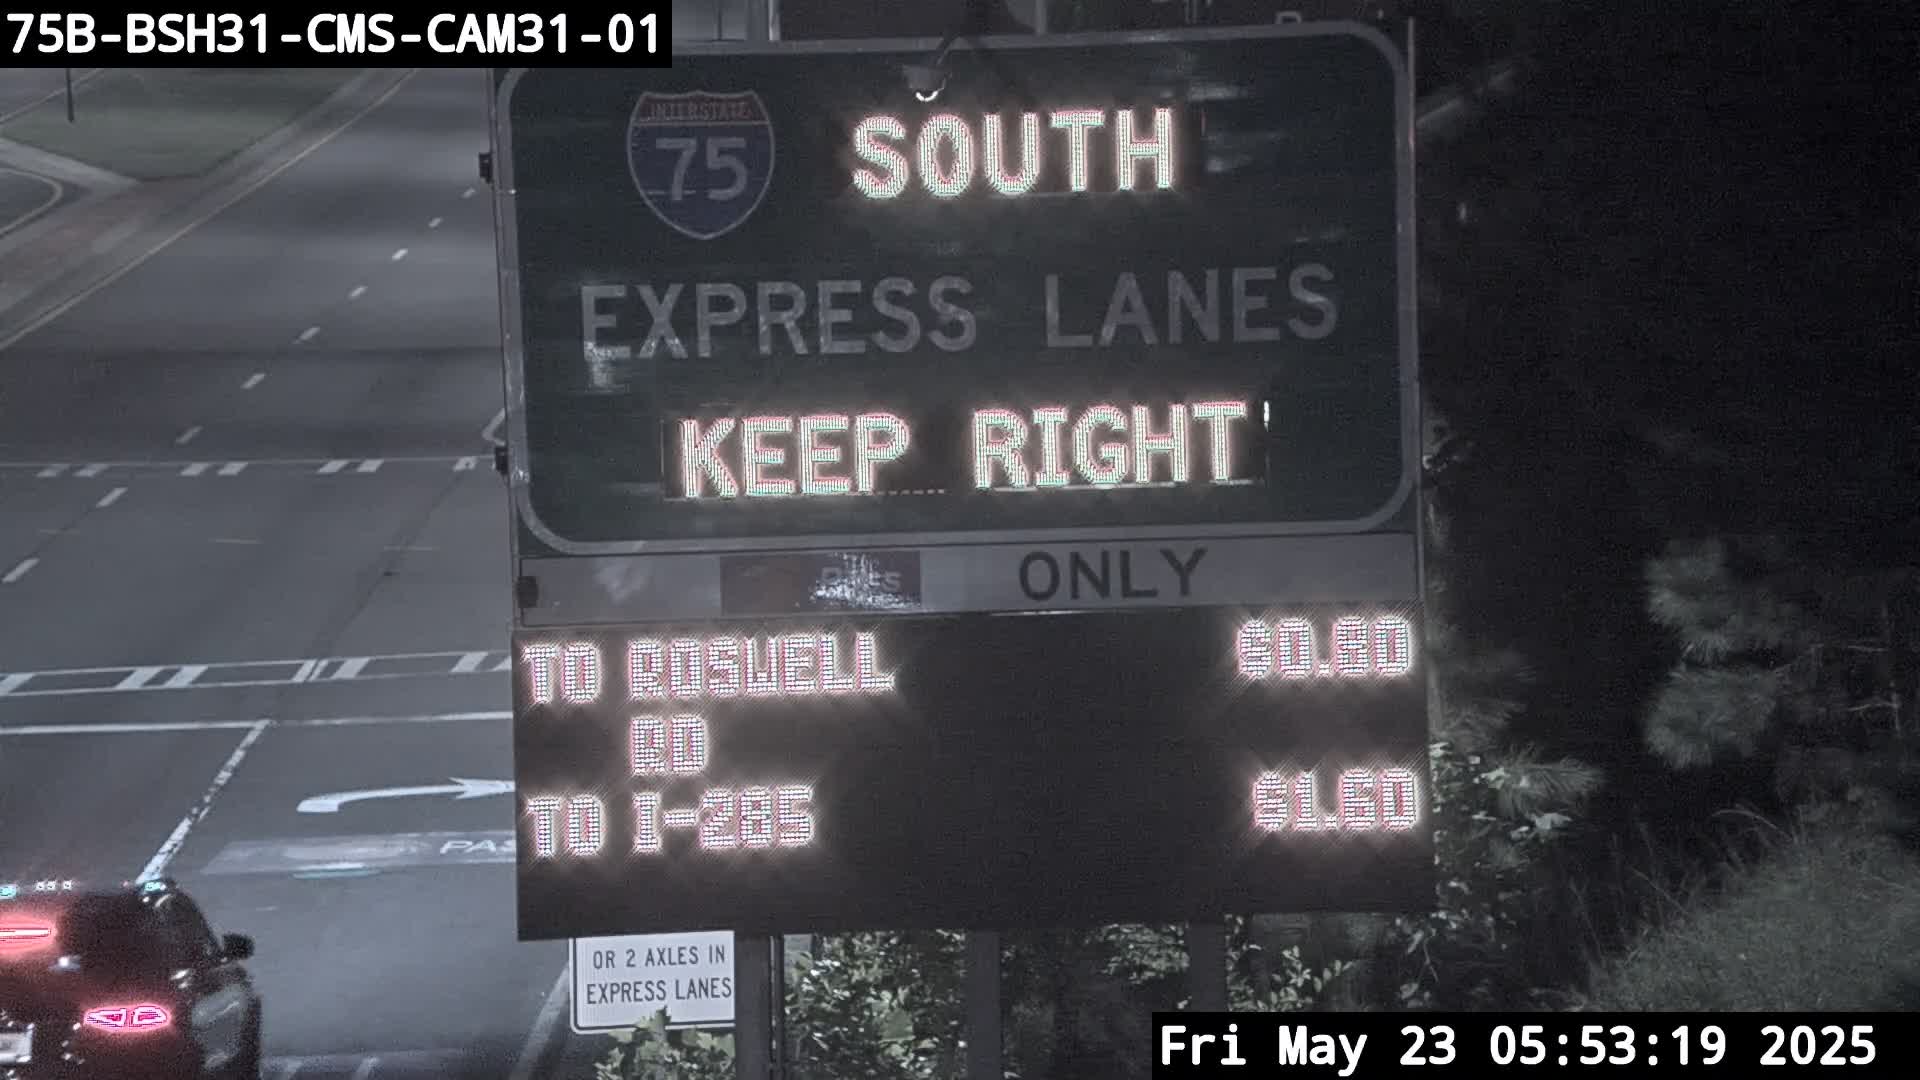 75B-BSH31-CMS-CAM31-01
INTERSTATE
75
SOUTH
EXPRESS LANES
KEEP RIGHT
ONLY
TO ROSWELL $0.80
RD
TO I-285 $1.60
OR 2 AXLES IN
EXPRESS LANES
Fri May 23 05:53:19 2025